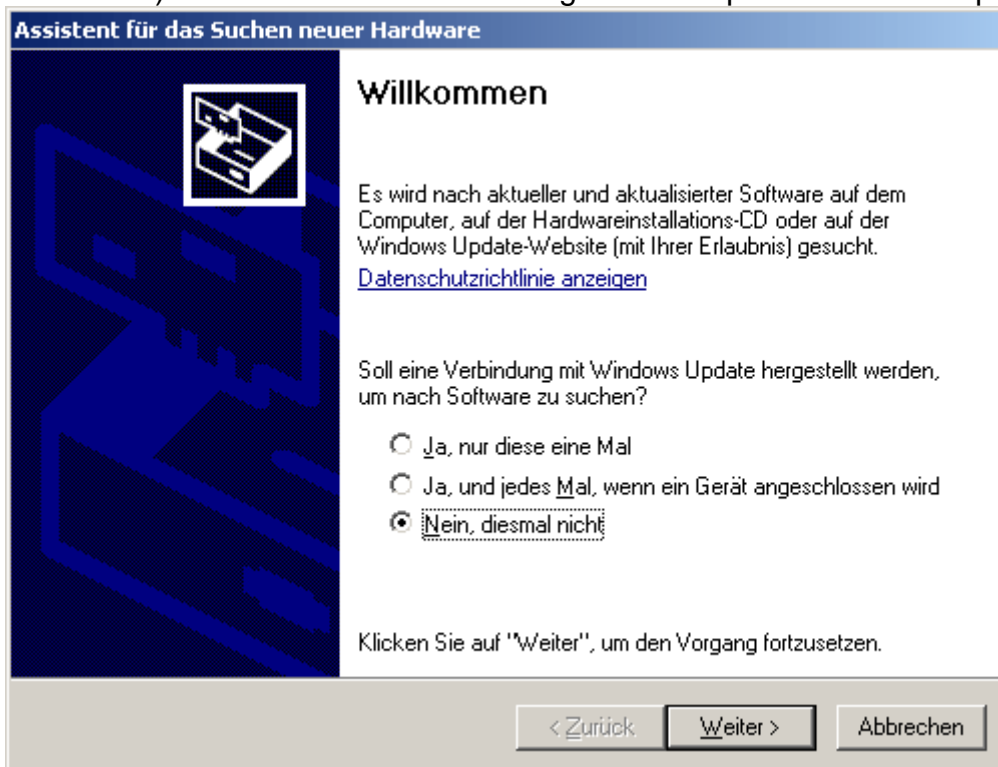 Assistent für das Suchen neuer Hardware
Willkommen
Es wird nach aktueller und aktualisierter Software auf dem
Computer, auf der Hardwareinstallations-CD oder auf der
Windows Update-Website (mit Ihrer Erlaubnis) gesucht.
Datenschutzrichtlinie anzeigen
Soll eine Verbindung mit Windows Update hergestellt werden,
um nach Software zu suchen?
Ja, nur diese eine Mal
Ja, und jedes Mal, wenn ein Gerät angeschlossen wird
Nein, diesmal nicht
Klicken Sie auf "Weiter", um den Vorgang fortzusetzen.
< Zurück Weiter > Abbrechen